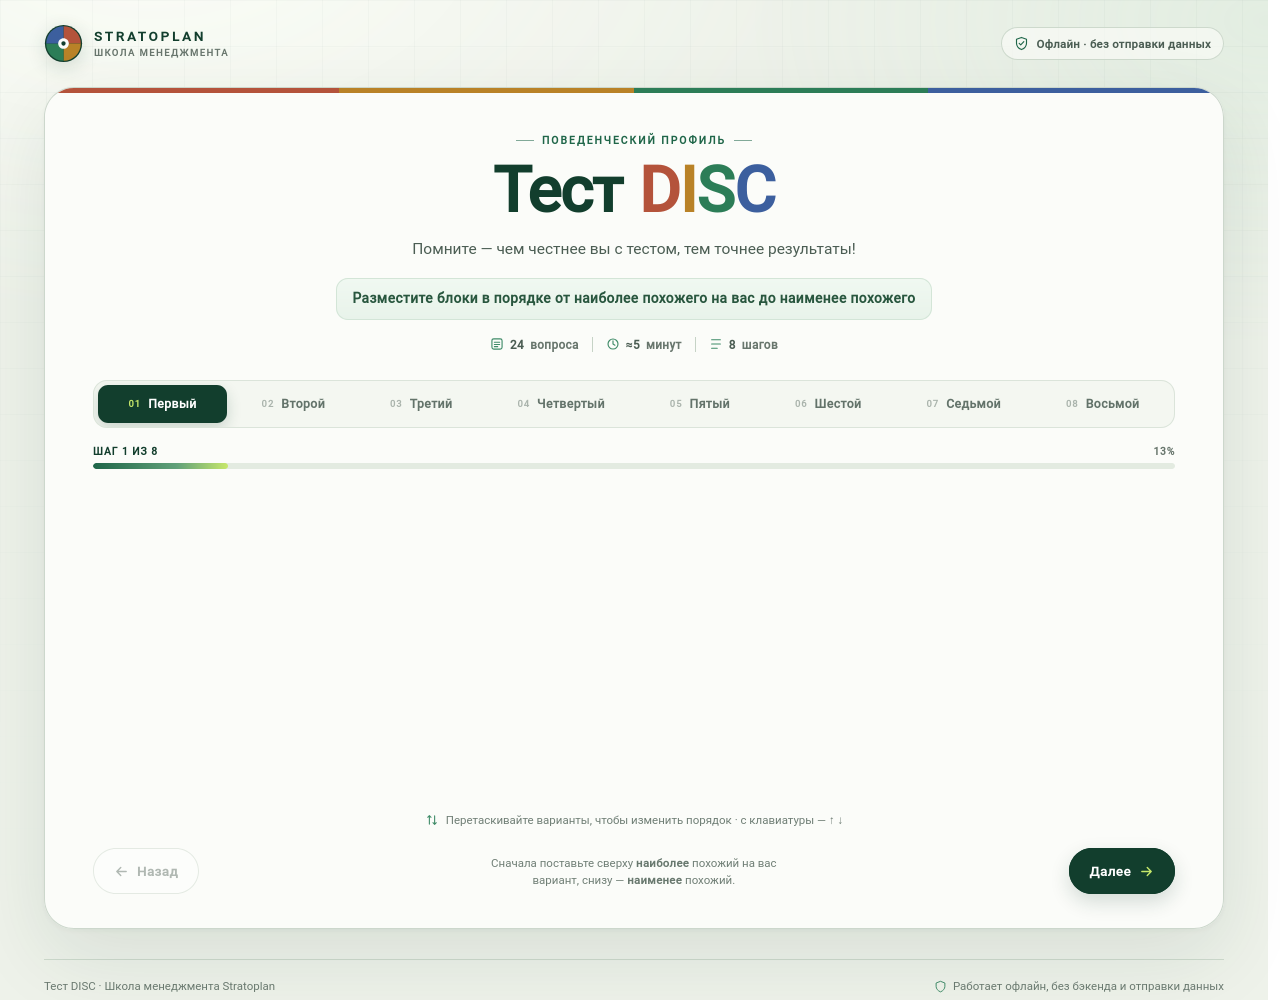 STRATOPLAN
ШКОЛА МЕНЕДЖМЕНТА
Офлайн · без отправки данных
ПОВЕДЕНЧЕСКИЙ ПРОФИЛЬ
Тест DISC
Помните — чем честнее вы с тестом, тем точнее результаты!
Разместите блоки в порядке от наиболее похожего на вас до наименее похожего
24 вопроса ≈5 минут 8 шагов
01 Первый 02 Второй 03 Третий 04 Четвертый 05 Пятый 06 Шестой 07 Седьмой 08 Восьмой
ШАГ 1 ИЗ 8 13%
Перетаскивайте варианты, чтобы изменить порядок · с клавиатуры — ↑ ↓
← Назад
Сначала поставьте сверху наиболее похожий на вас
вариант, снизу — наименее похожий.
Далее →
Тест DISC · Школа менеджмента Stratoplan
Работает офлайн, без бэкенда и отправки данных